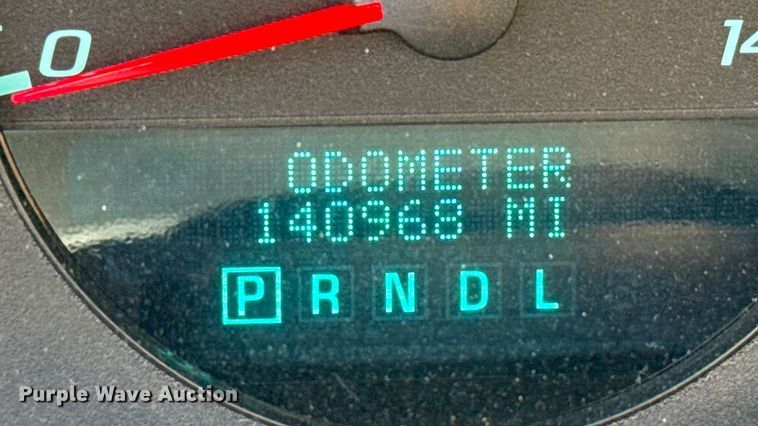 0
14
ODOMETER
140968 MI
P R N D L
Purple Wave Auction